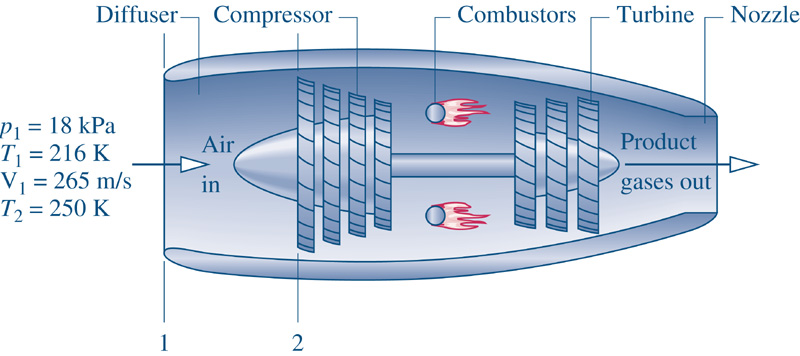 Diffuser
Compressor
Combustors
Turbine
Nozzle
p₁ = 18 kPa
T₁ = 216 K
V₁ = 265 m/s
T₂ = 250 K
Air
in
Product
gases out
1
2